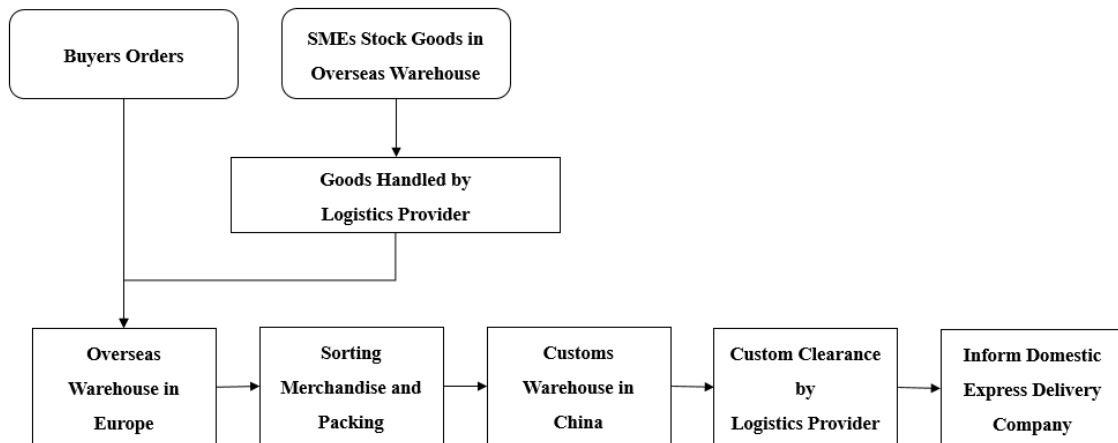 Buyers Orders
SMEs Stock Goods in
Overseas Warehouse
Goods Handled by
Logistics Provider
Overseas
Warehouse in
Europe
Sorting
Merchandise and
Packing
Customs
Warehouse in
China
Custom Clearance
by
Logistics Provider
Inform Domestic
Express Delivery
Company